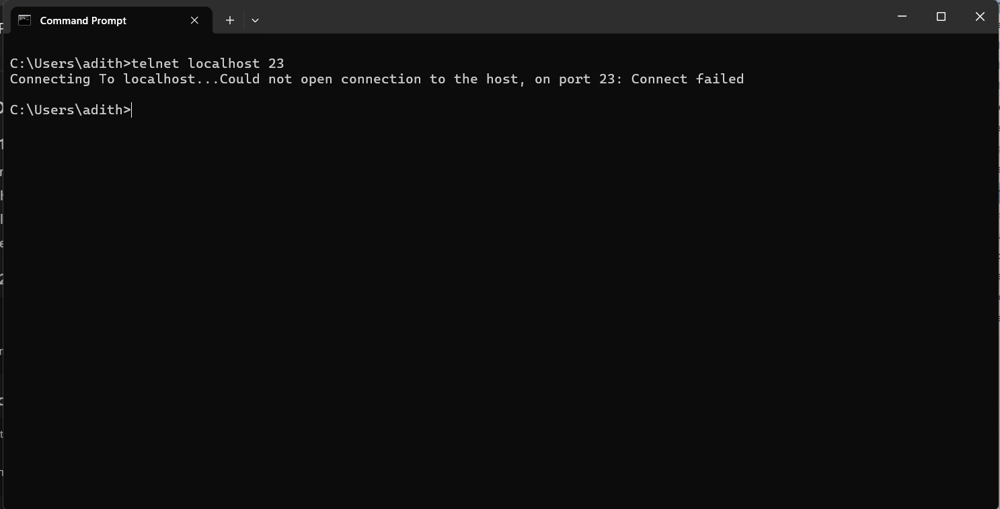 Command Prompt
C:\Users\adith>telnet localhost 23
Connecting To localhost...Could not open connection to the host, on port 23: Connect failed
C:\Users\adith>